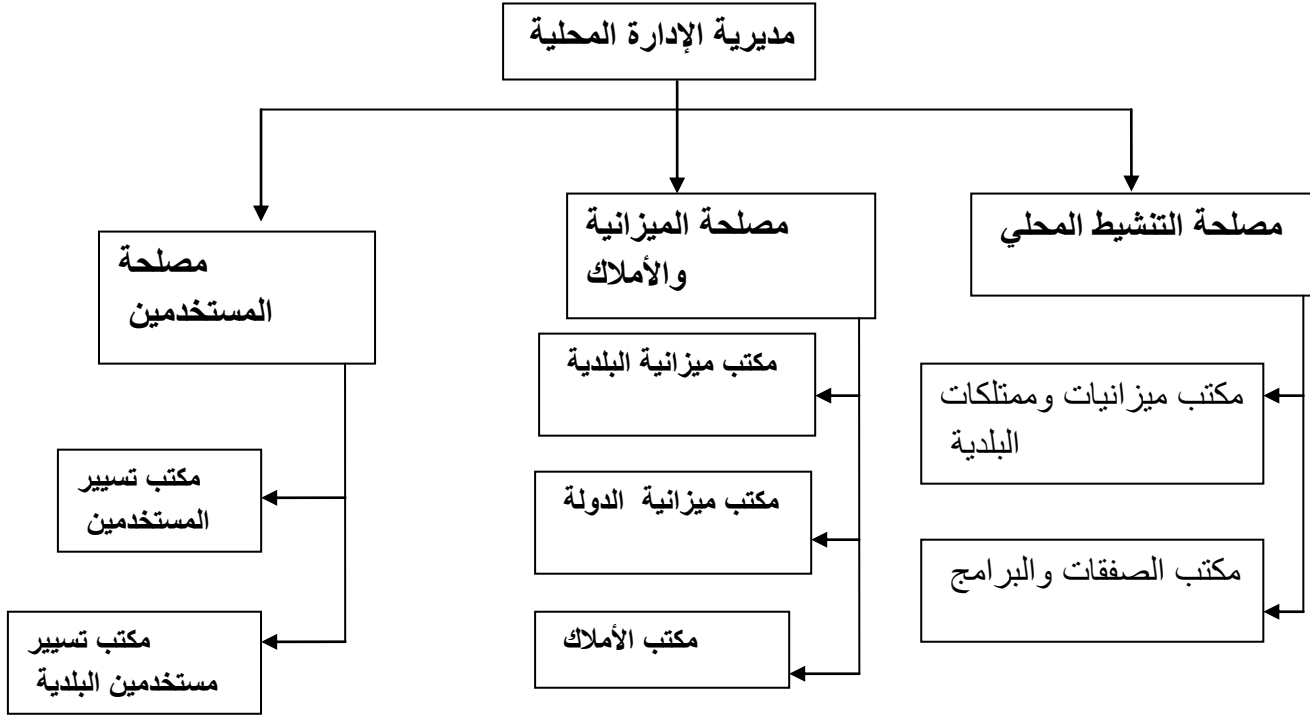 مديرية الإدارة المحلية
مصلحة التنشيط المحلي
مكتب ميزانيات وممتلكات
البلدية
مكتب الصفقات والبرامج
مصلحة الميزانية
والأملاك
مكتب ميزانية البلدية
مكتب ميزانية الدولة
مكتب الأملاك
مصلحة
المستخدمين
مكتب تسيير
المستخدمين
مكتب تسيير
مستخدمين البلدية